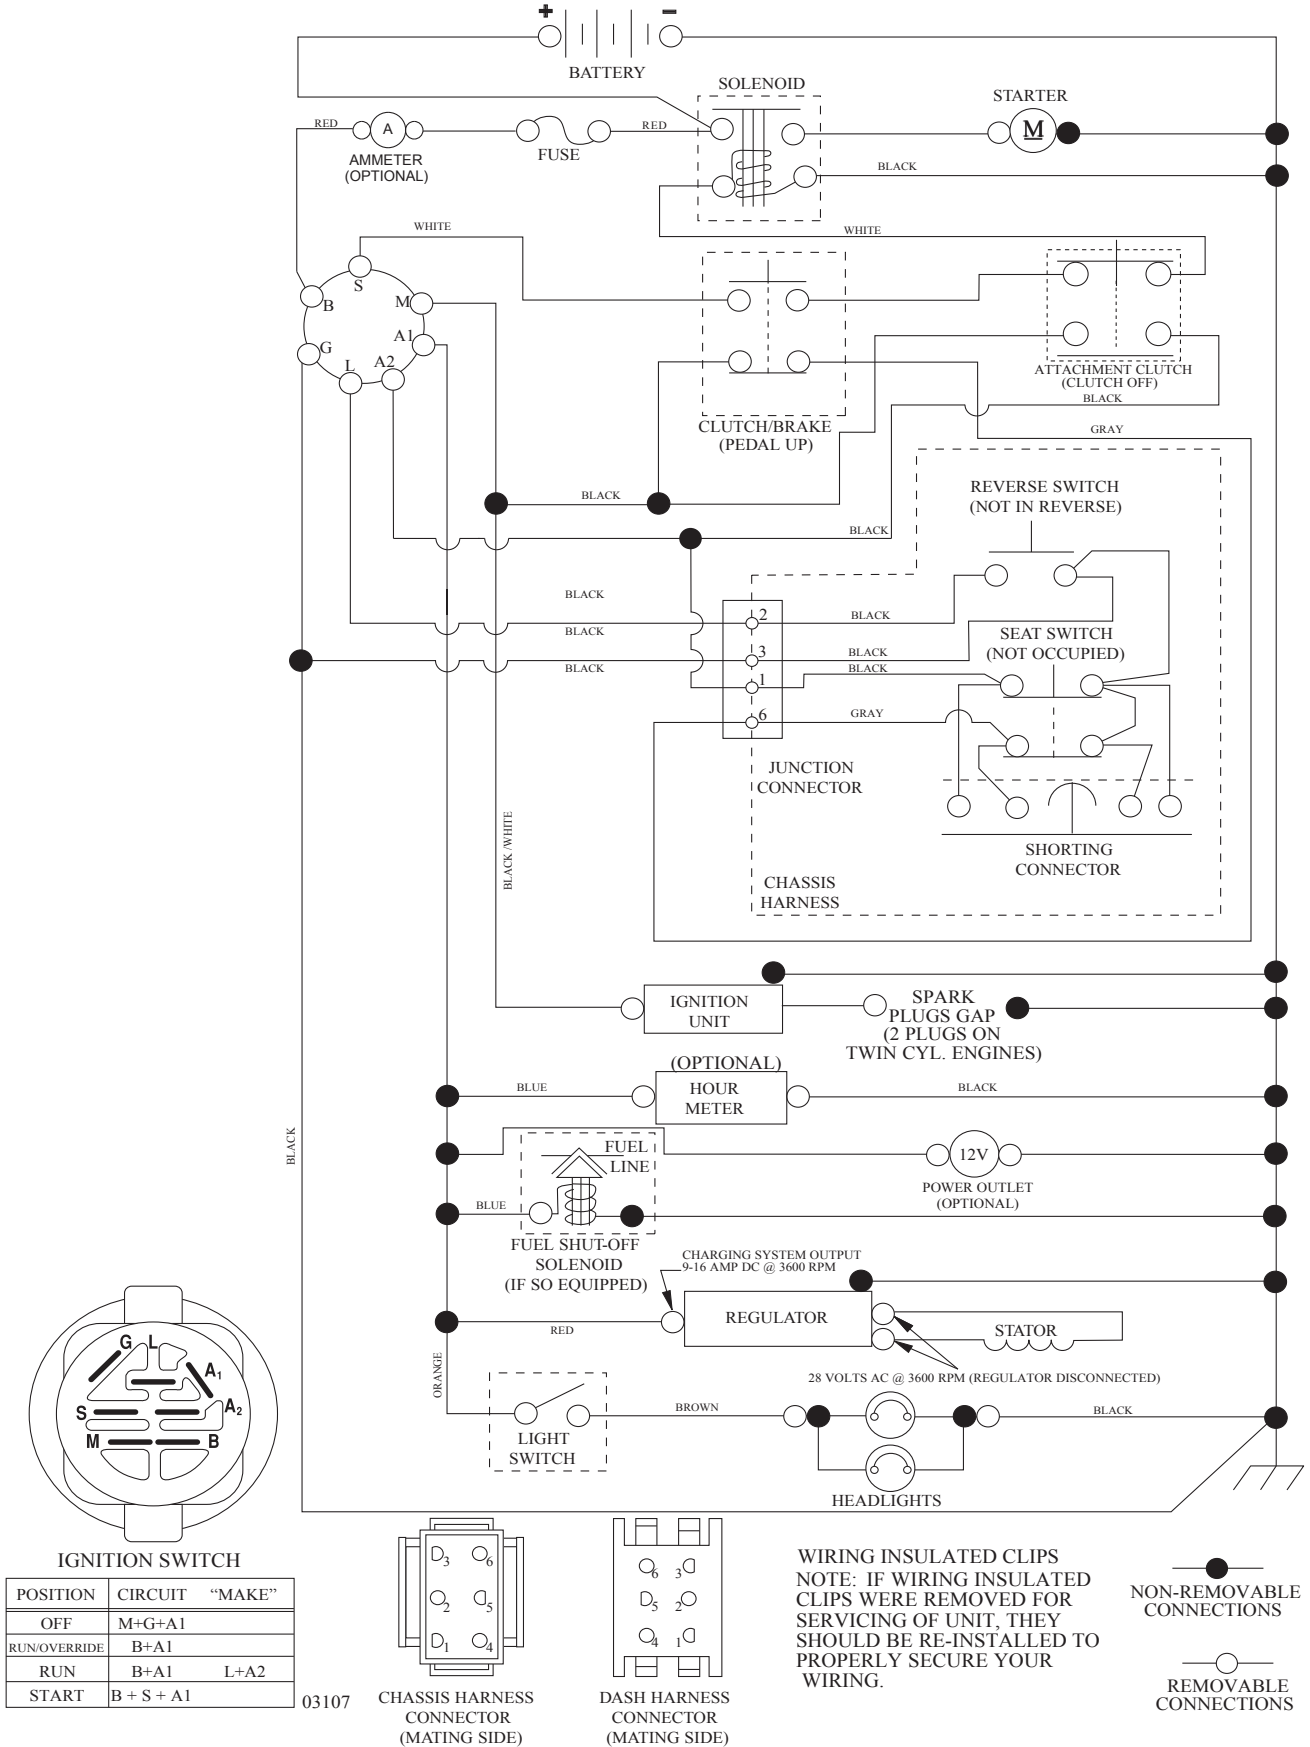 + −
BATTERY
SOLENOID
STARTER
RED
A
RED
M
FUSE
AMMETER
(OPTIONAL)
BLACK
WHITE
WHITE
S
B
M
A1
G
L
A2
ATTACHMENT CLUTCH
(CLUTCH OFF)
BLACK
CLUTCH/BRAKE
(PEDAL UP)
GRAY
REVERSE SWITCH
(NOT IN REVERSE)
BLACK
BLACK
BLACK
2
BLACK
BLACK
SEAT SWITCH
(NOT OCCUPIED)
3
BLACK
BLACK
BLACK
1
6
GRAY
JUNCTION
CONNECTOR
BLACK /WHITE
SHORTING
CONNECTOR
CHASSIS
HARNESS
IGNITION
UNIT
SPARK
PLUGS GAP
(2 PLUGS ON
TWIN CYL. ENGINES)
(OPTIONAL)
BLUE
HOUR
METER
BLACK
BLACK
FUEL
LINE
12V
POWER OUTLET
(OPTIONAL)
BLUE
FUEL SHUT-OFF
SOLENOID
(IF SO EQUIPPED)
CHARGING SYSTEM OUTPUT
9-16 AMP DC @ 3600 RPM
REGULATOR
RED
STATOR
28 VOLTS AC @ 3600 RPM (REGULATOR DISCONNECTED)
ORANGE
BROWN
BLACK
LIGHT
SWITCH
HEADLIGHTS
G L
A1
A2
S
M
B
IGNITION SWITCH
POSITION CIRCUIT “MAKE”
OFF M+G+A1
RUN/OVERRIDE B+A1
RUN B+A1 L+A2
START B + S + A1
03107
3 6
2 5
1 4
CHASSIS HARNESS
CONNECTOR
(MATING SIDE)
6 3
5 2
4 1
DASH HARNESS
CONNECTOR
(MATING SIDE)
WIRING INSULATED CLIPS
NOTE: IF WIRING INSULATED
CLIPS WERE REMOVED FOR
SERVICING OF UNIT, THEY
SHOULD BE RE-INSTALLED TO
PROPERLY SECURE YOUR
WIRING.
NON-REMOVABLE
CONNECTIONS
REMOVABLE
CONNECTIONS